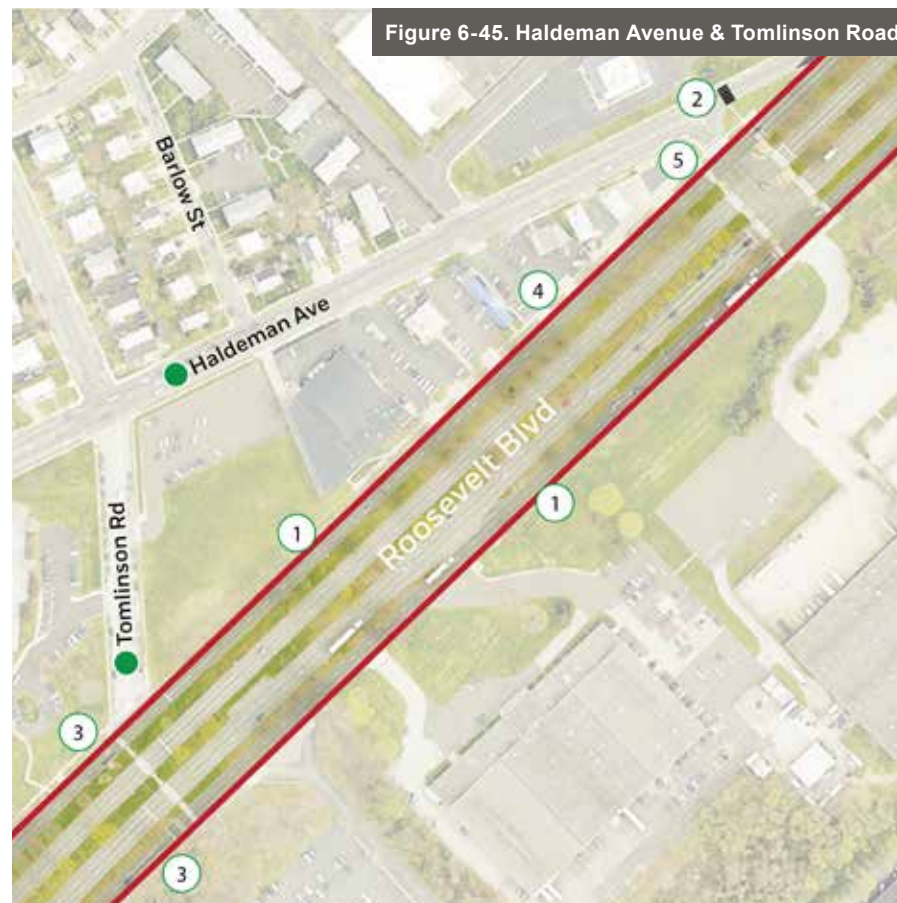 Figure 6-45. Haldeman Avenue & Tomlinson Road
2
Barlow St
5
4
Haldeman Ave
Roosevelt Blvd
1
1
Tomlinson Rd
3
3